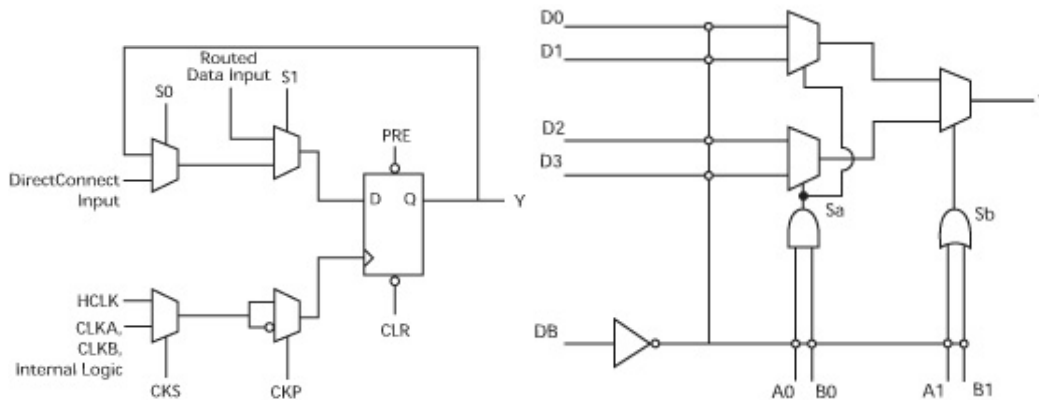 Routed
Data Input
S1
S0
PRE
DirectConnect
Input
D
Q
Y
HCLK
CLKA,
CLKB,
Internal Logic
CLR
CKS
CKP
D0
D1
D2
D3
Sa
Sb
DB
A0
B0
A1
B1